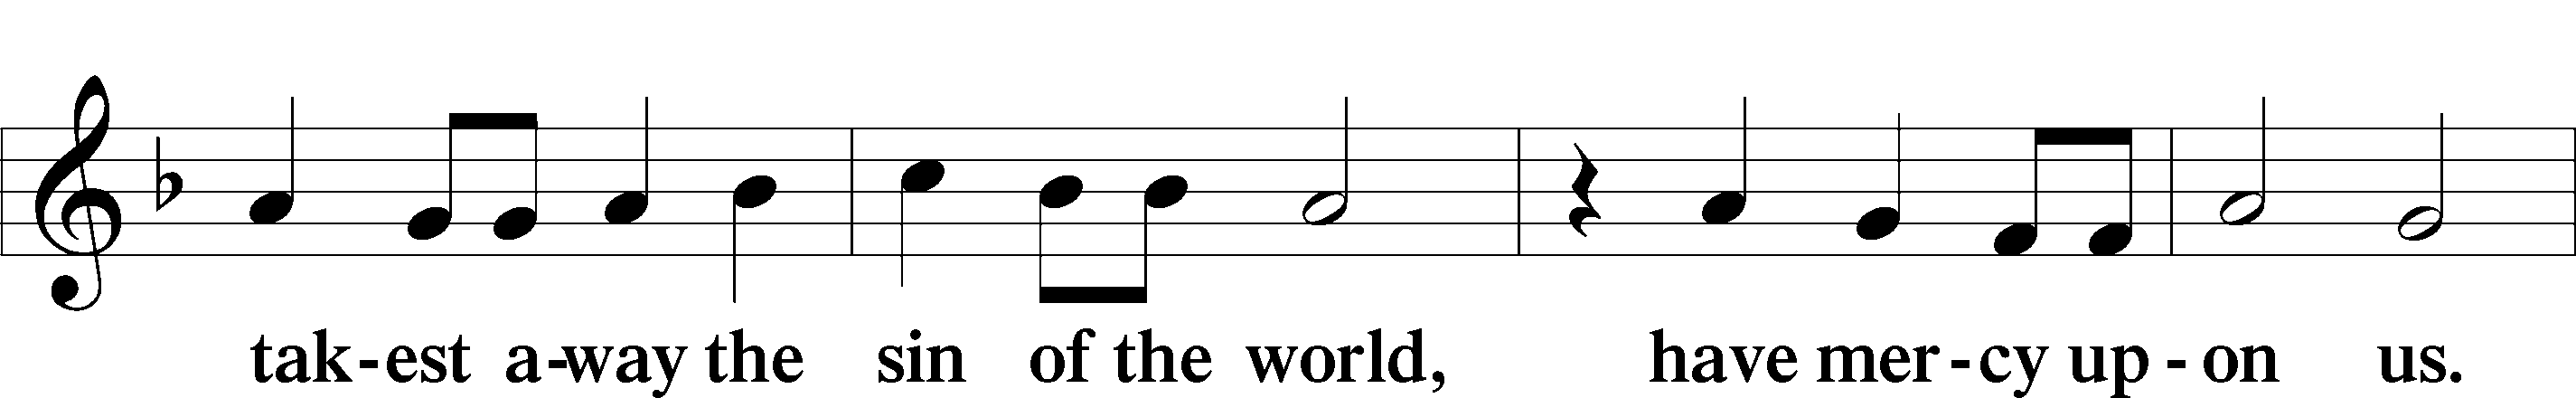 tak-est a-way the sin of the world, have mer-cy up-on us.